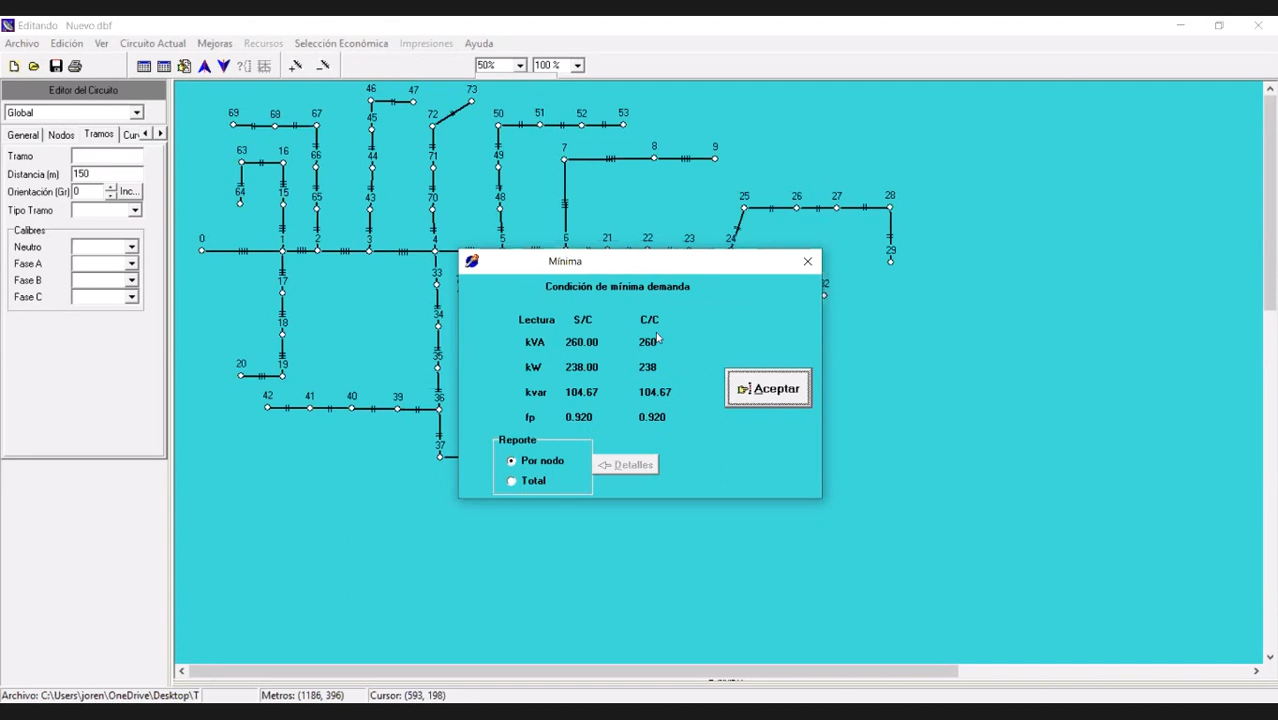 Editando Nuevo.dbf
Archivo Edición Ver Circuito Actual Mejoras Recursos Selección Económica Impresiones Ayuda
50% 100 %
Editor del Circuito
Global
General Nodos Tramos Cur
Tramo
Distancia (m) 150
Orientación (Gr) 0 Inc...
Tipo Tramo
Calibres
Neutro
Fase A
Fase B
Fase C
46 47 73
69 68 67 45 72 50 51 52 53
63 16 66 44 71 49 7 8 9
64 15 65 43 70 48 25 26 27 28
0 1 2 3 4 5 6 21 22 23 24 29
17 33
18 34
20 19 35
42 41 40 39 36
37
Mínima
Condición de mínima demanda
Lectura S/C C/C
kVA 260.00 260
kW 238.00 238
kvar 104.67 104.67
fp 0.920 0.920
Aceptar
Reporte
Por nodo
Detalles
Total
Archivo: C:\Users\joren\OneDrive\Desktop\T Metros: (1186, 396) Cursor: (593, 198)